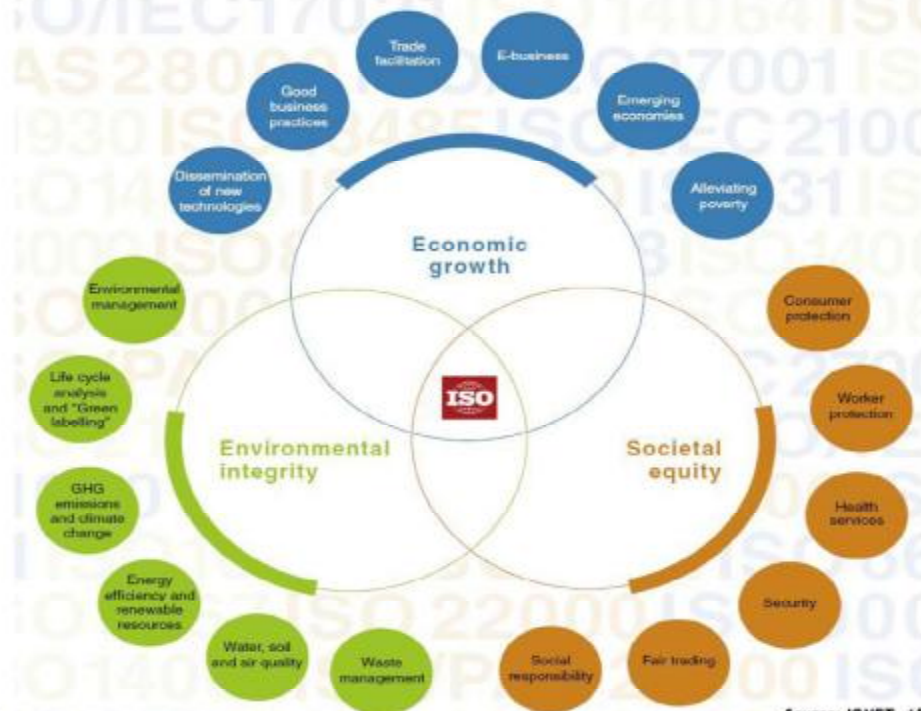 Trade
facilitation
E-business
Good
business
practices
Emerging
economies
Dissemination
of new
technologies
Alleviating
poverty
Economic
growth
Environmental
management
Consumer
protection
Life cycle
analysis
and "Green
labelling"
ISO
Worker
protection
Environmental
integrity
Societal
equity
GHG
emissions
and climate
change
Health
services
Energy
efficiency and
renewable
resources
Security
Water, soil
and air quality
Waste
management
Social
responsibility
Fair trading